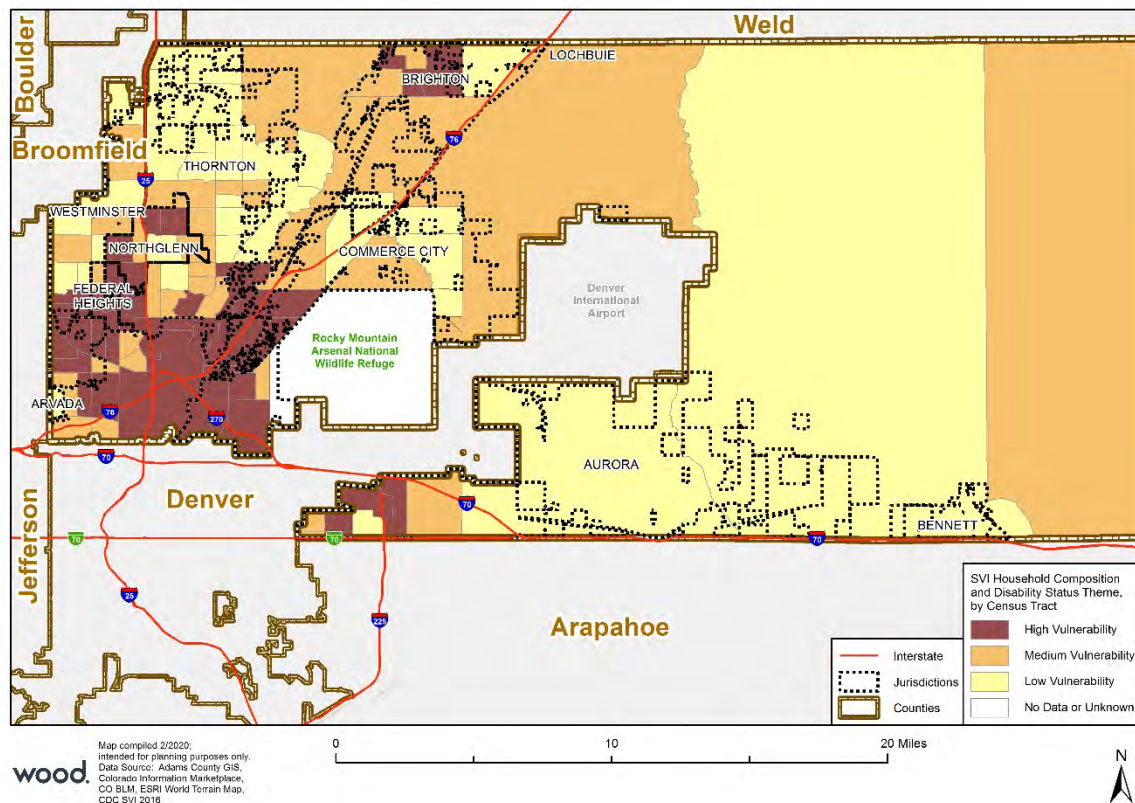 Weld
Boulder
LOCHBUIE
BRIGHTON
76
Broomfield
THORNTON
25
WESTMINSTER
NORTHGLENN
COMMERCE CITY
FEDERAL
HEIGHTS
Denver
International
Airport
Rocky Mountain
Arsenal National
Wildlife Refuge
ARVADA
76
270
70
AURORA
Denver
70
BENNETT
70
70
70
Jefferson
25
225
Arapahoe
SVI Household Composition
and Disability Status Theme,
by Census Tract
High Vulnerability
Medium Vulnerability
Low Vulnerability
No Data or Unknown
Interstate
Jurisdictions
Counties
wood.
Map compiled 2/2020;
intended for planning purposes only.
Data Source: Adams County GIS,
Colorado Information Marketplace,
CO BLM, ESRI World Terrain Map,
CDC SVI 2016
0 10 20 Miles
N